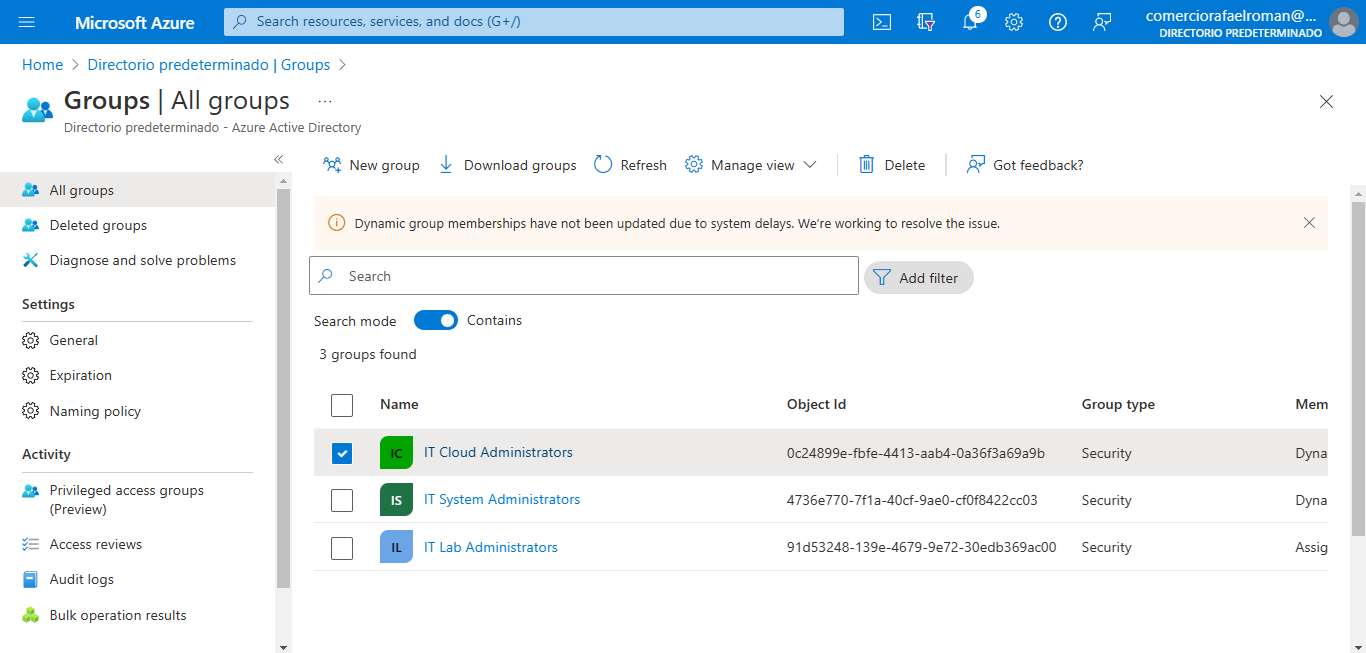 Microsoft Azure
Search resources, services, and docs (G+/)
6
comerciorafaelroman@...
DIRECTORIO PREDETERMINADO
Home > Directorio predeterminado | Groups >
Groups | All groups ...
Directorio predeterminado - Azure Active Directory
All groups
Deleted groups
Diagnose and solve problems
Settings
General
Expiration
Naming policy
Activity
Privileged access groups
(Preview)
Access reviews
Audit logs
Bulk operation results
New group Download groups Refresh Manage view Delete Got feedback?
Dynamic group memberships have not been updated due to system delays. We're working to resolve the issue.
Search Add filter
Search mode Contains
3 groups found
Name Object Id Group type Mem
IC IT Cloud Administrators 0c24899e-fbfe-4413-aab4-0a36f3a69a9b Security Dyna
IS IT System Administrators 4736e770-7f1a-40cf-9ae0-cf0f8422cc03 Security Dyna
IL IT Lab Administrators 91d53248-139e-4679-9e72-30edb369ac00 Security Assig